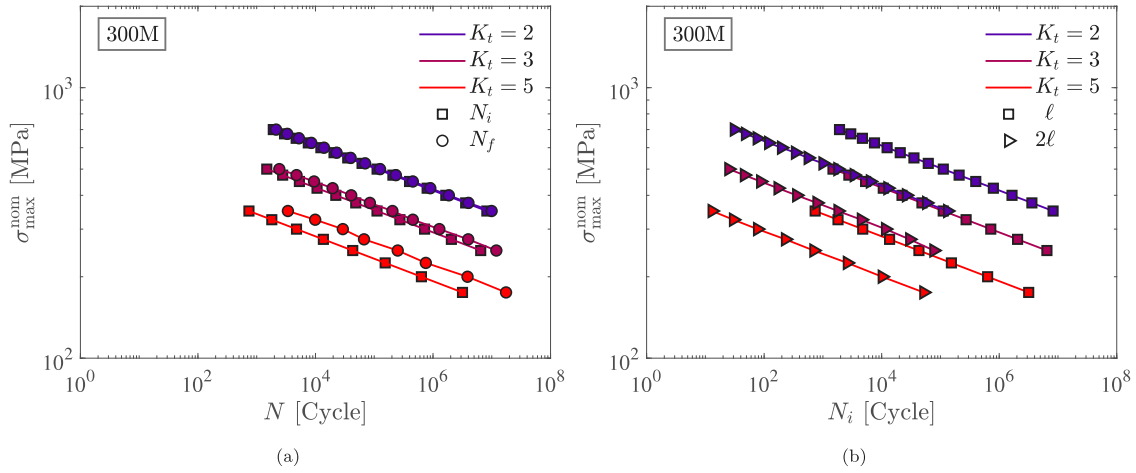 300M
K_t = 2
K_t = 3
K_t = 5
N_i
N_f
10^3
10^2
σ_max^nom [MPa]
10^0 10^2 10^4 10^6 10^8
N [Cycle]
(a)
300M
K_t = 2
K_t = 3
K_t = 5
ℓ
2ℓ
10^3
10^2
σ_max^nom [MPa]
10^0 10^2 10^4 10^6 10^8
N_i [Cycle]
(b)